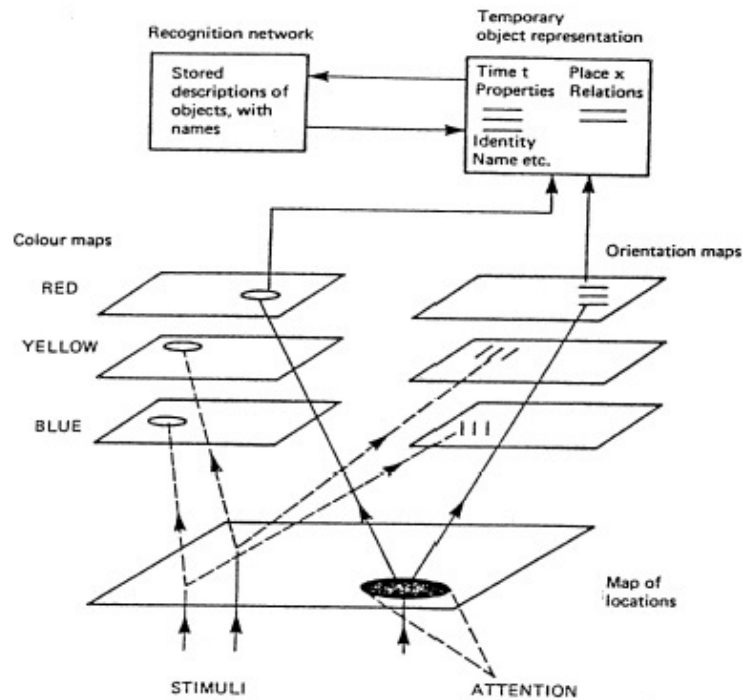 Recognition network
Stored
descriptions of
objects, with
names
Temporary
object representation
Time t Place x
Properties Relations
Identity
Name etc.
Colour maps
Orientation maps
RED
YELLOW
BLUE
Map of
locations
STIMULI
ATTENTION